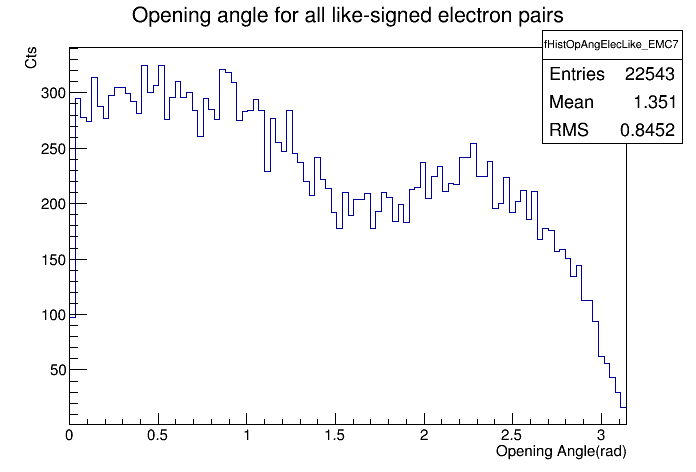 Opening angle for all like-signed electron pairs
fHistOpAngElecLike_EMC7
Entries 22543
Mean 1.351
RMS 0.8452
Cts
300
250
200
150
100
50
0 0.5 1 1.5 2 2.5 3
Opening Angle(rad)